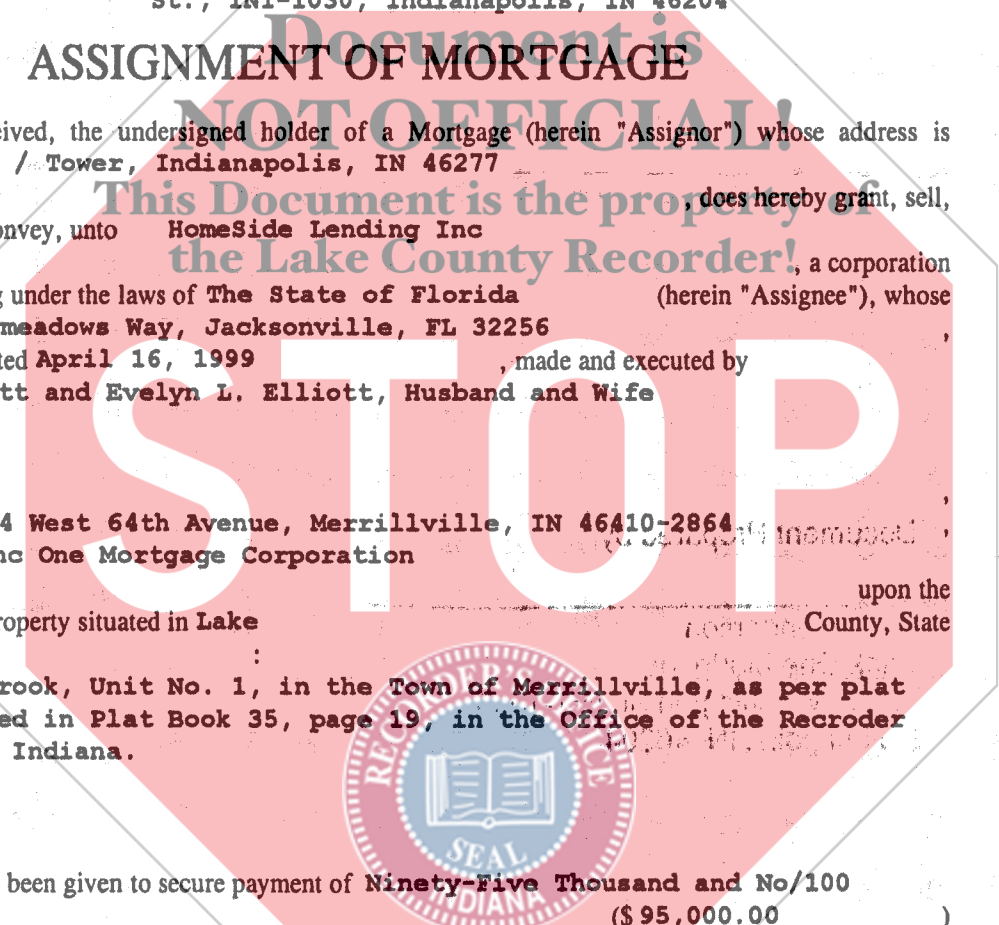 St., IN1-1030, Indianapolis, IN 46204
Document is
ASSIGNMENT OF MORTGAGE
NOT OFFICIAL!
eived, the undersigned holder of a Mortgage (herein "Assignor") whose address is
/ Tower, Indianapolis, IN 46277
This Document is the property of
, does hereby grant, sell,
onvey, unto HomeSide Lending Inc
the Lake County Recorder!
, a corporation
g under the laws of The State of Florida (herein "Assignee"), whose
meadows Way, Jacksonville, FL 32256 ,
ted April 16, 1999 , made and executed by
tt and Evelyn L. Elliott, Husband and Wife
STOP
,
4 West 64th Avenue, Merrillville, IN 46410-2864 ,
nc One Mortgage Corporation
upon the
roperty situated in Lake County, State
:
rook, Unit No. 1, in the Town of Merrillville, as per plat
ed in Plat Book 35, page 19, in the Office of the Recroder
Indiana.
RECORDER'S OFFICE
SEAL
INDIANA
been given to secure payment of Ninety-Five Thousand and No/100
($ 95,000.00 )